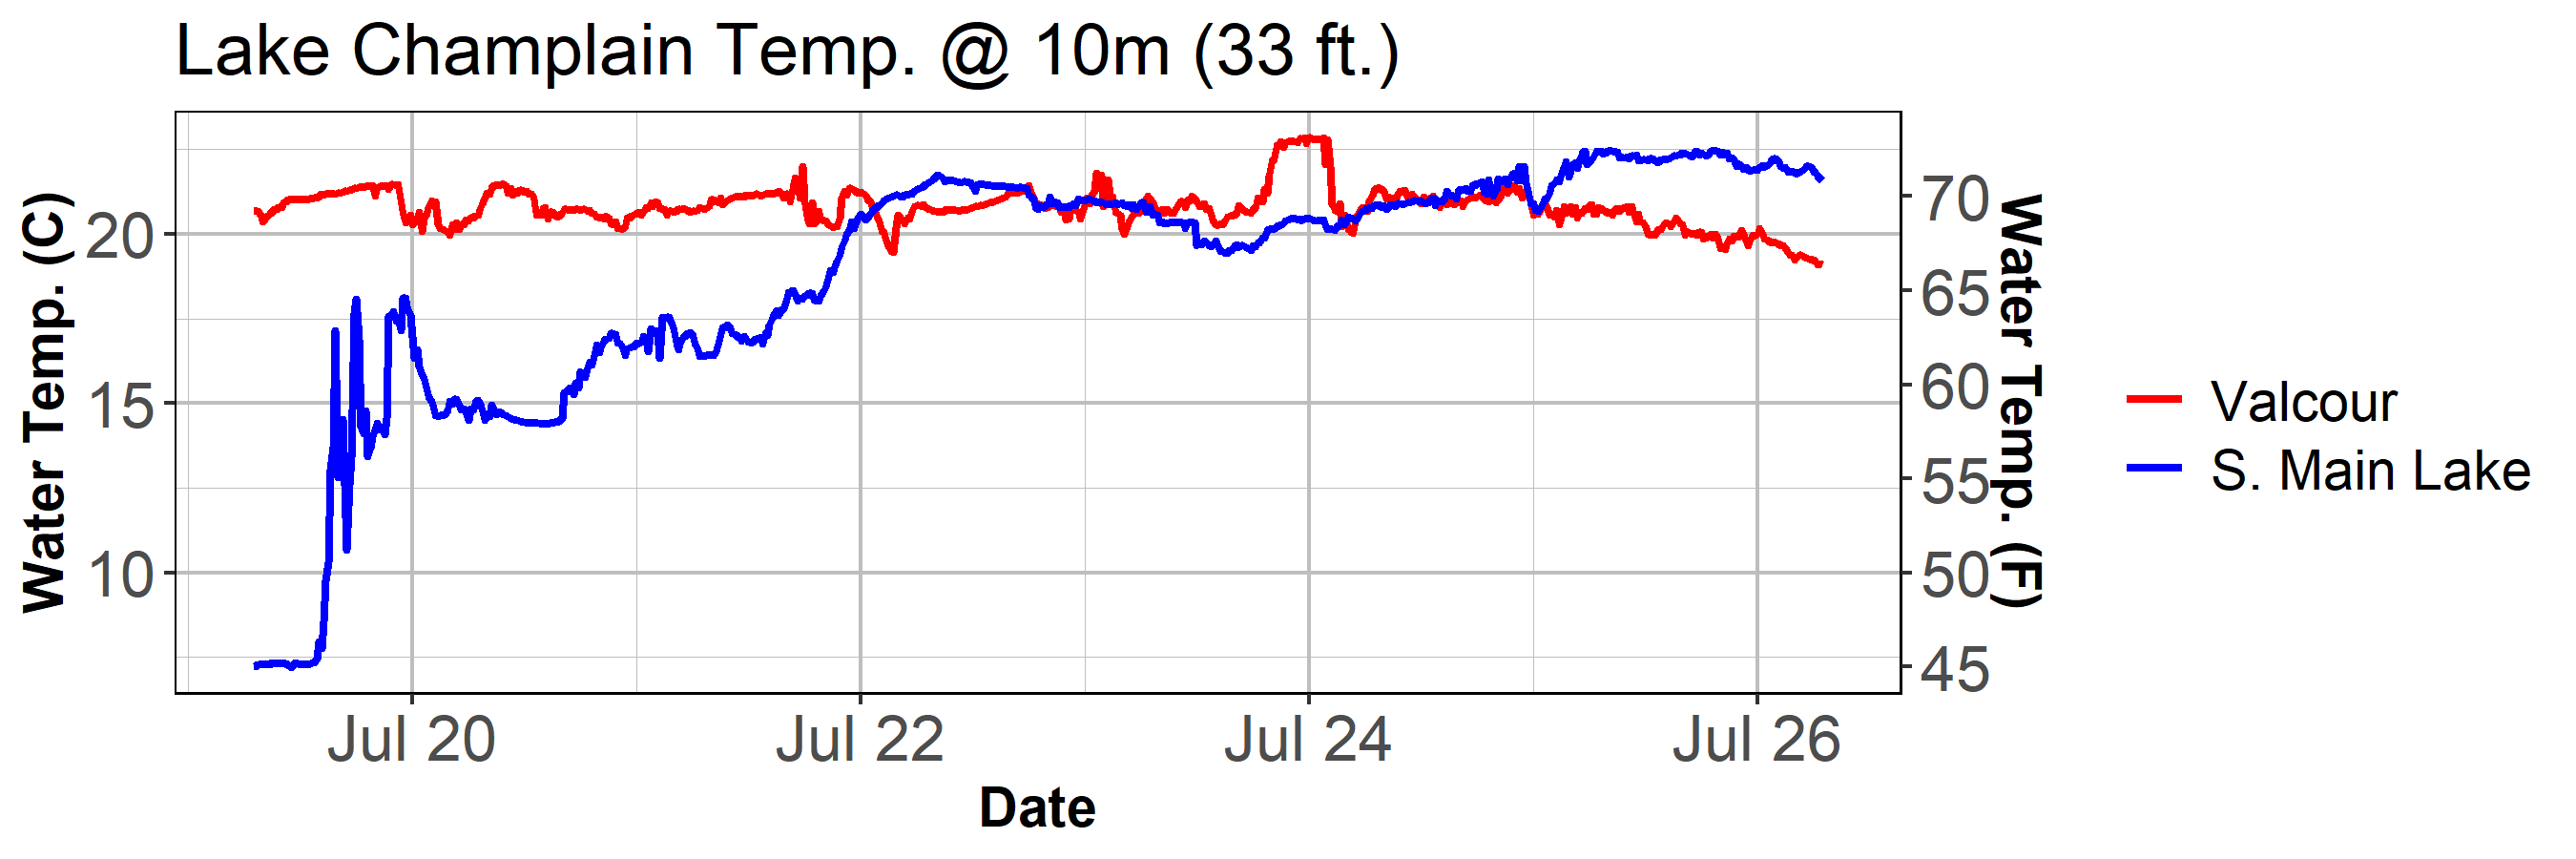 Lake Champlain Temp. @ 10m (33 ft.)
Water Temp. (C)
20
15
10
70
65
60
55
50
45
Water Temp. (F)
Jul 20
Jul 22
Jul 24
Jul 26
Date
Valcour
S. Main Lake